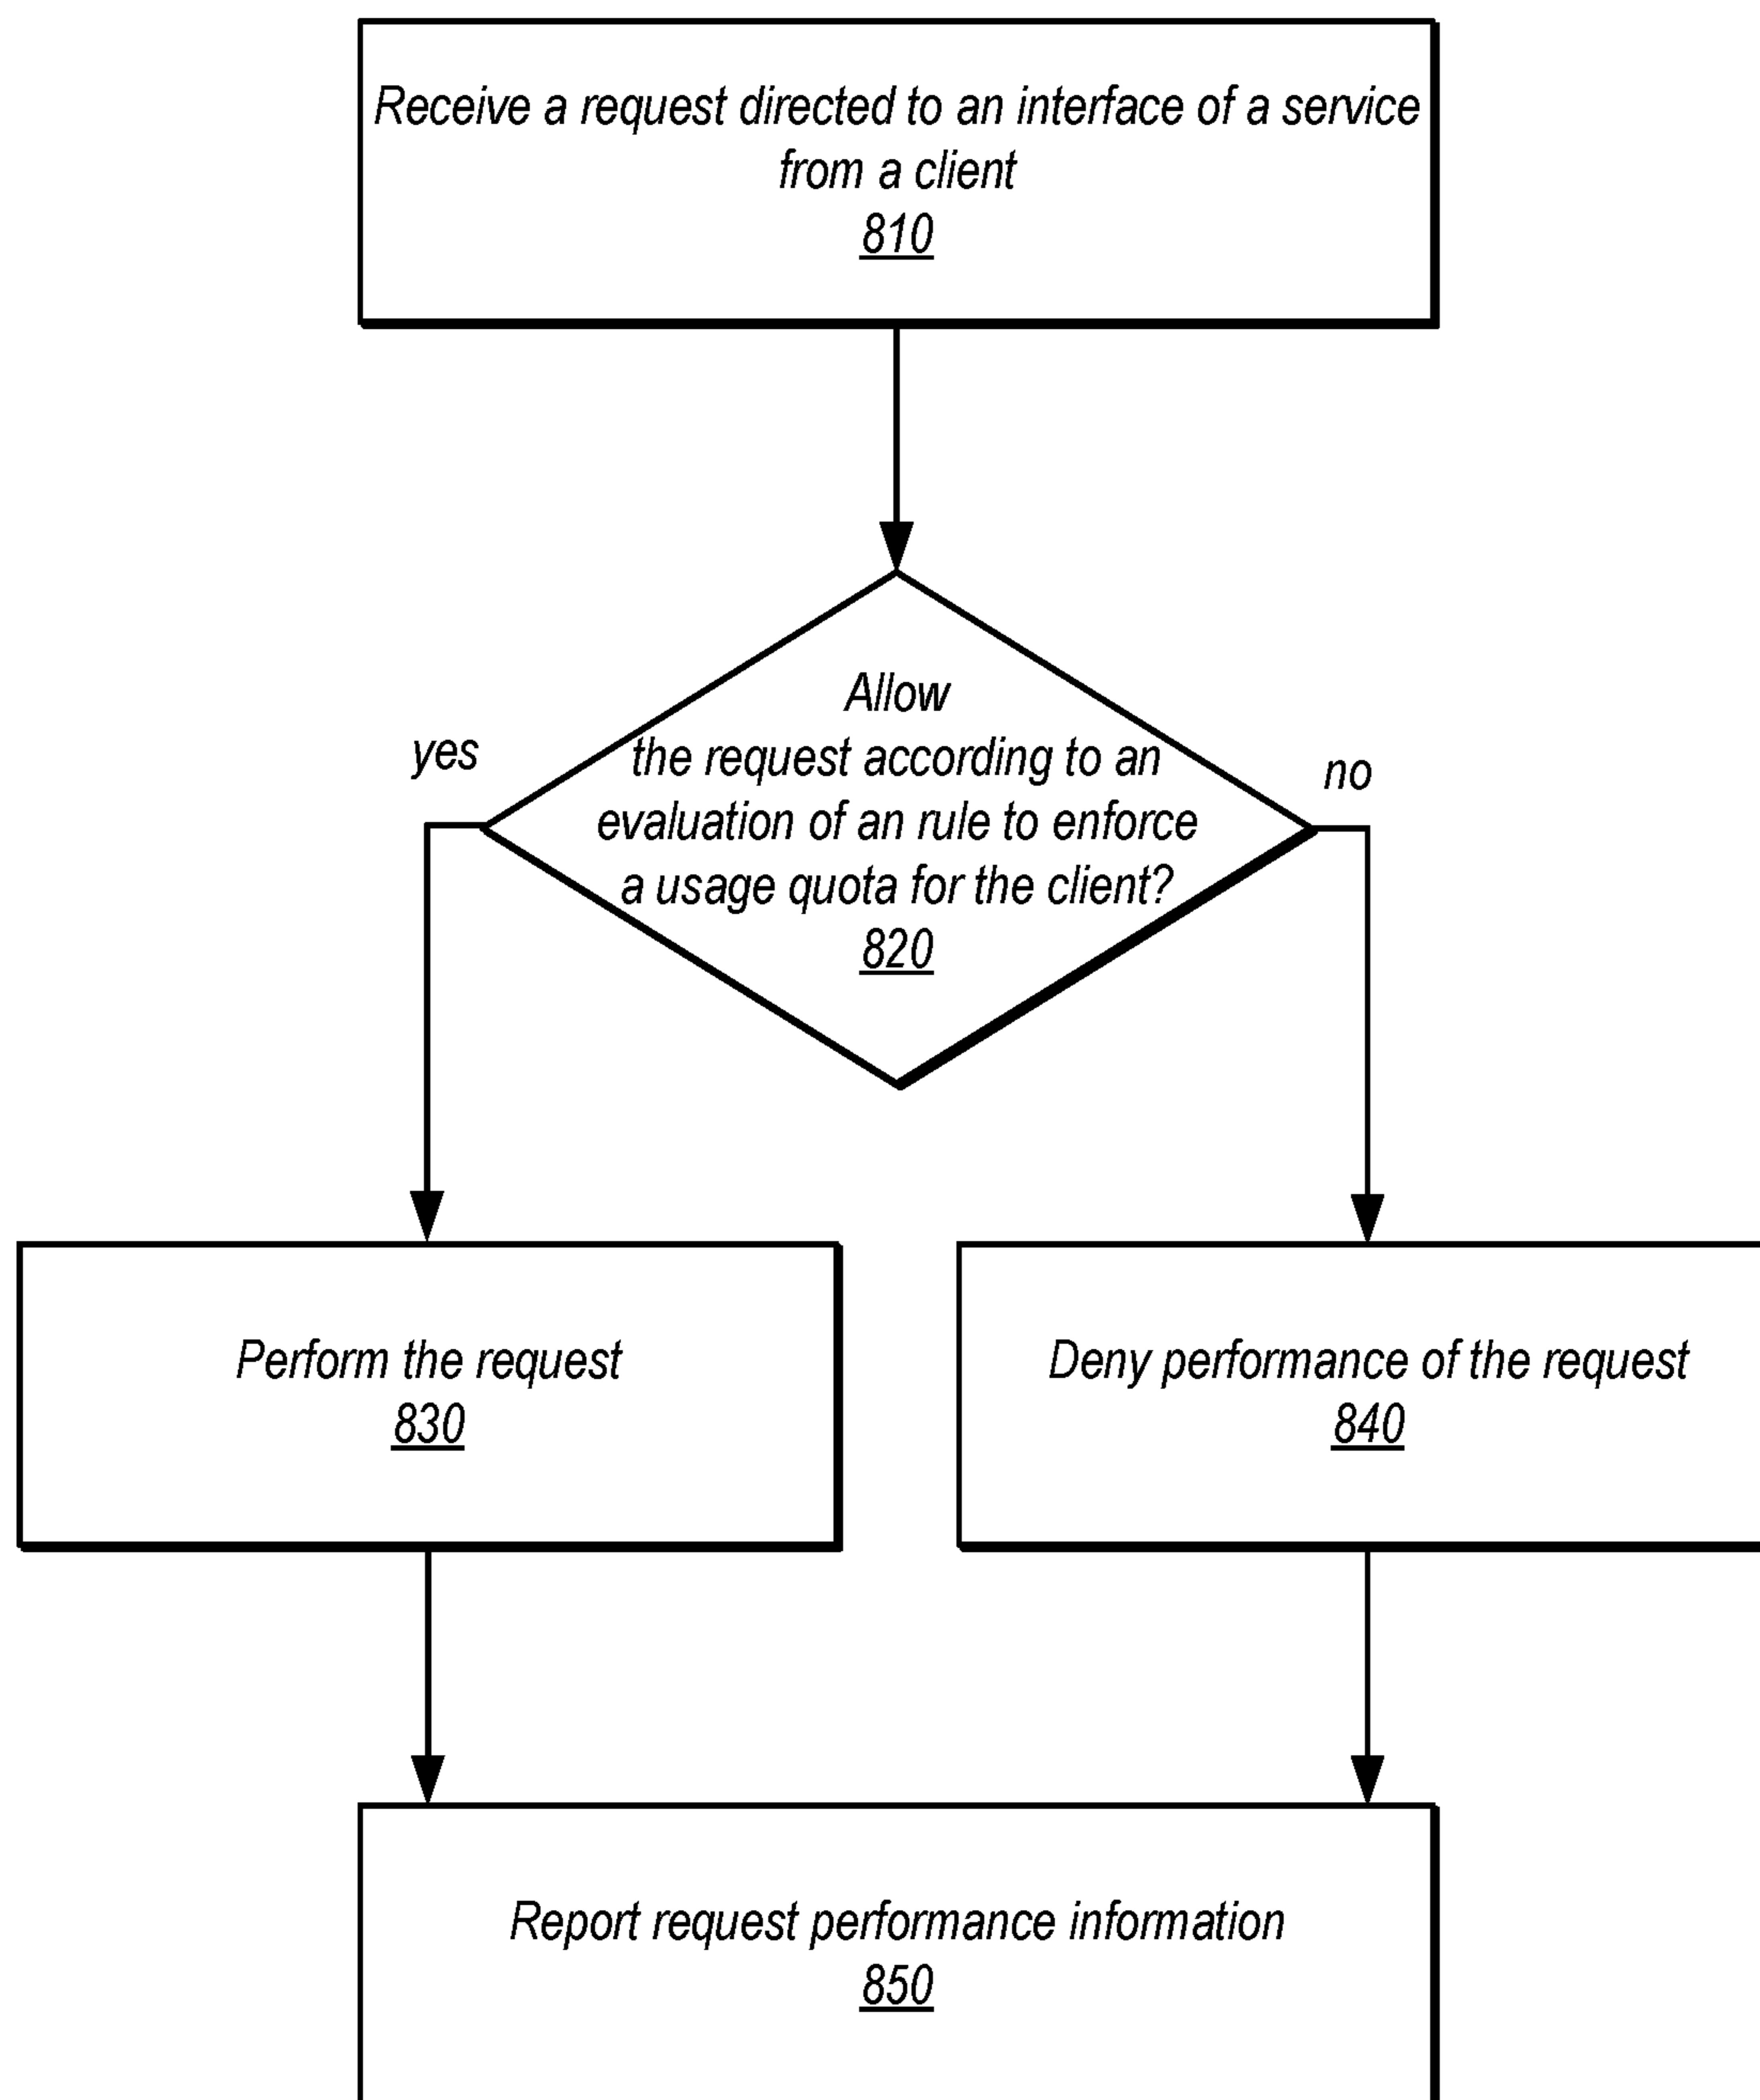 Receive a request directed to an interface of a service
from a client
810
Allow
the request according to an
evaluation of an rule to enforce
a usage quota for the client?
820
yes
no
Perform the request
830
Deny performance of the request
840
Report request performance information
850